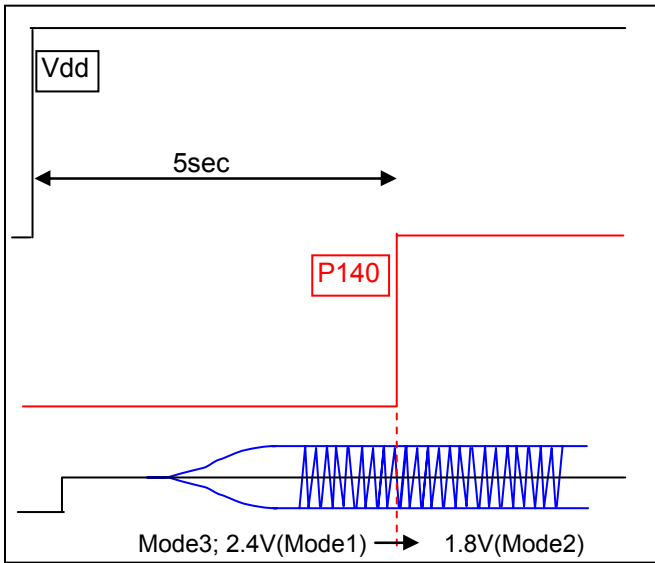 Vdd
5sec
P140
Mode3; 2.4V(Mode1) → 1.8V(Mode2)